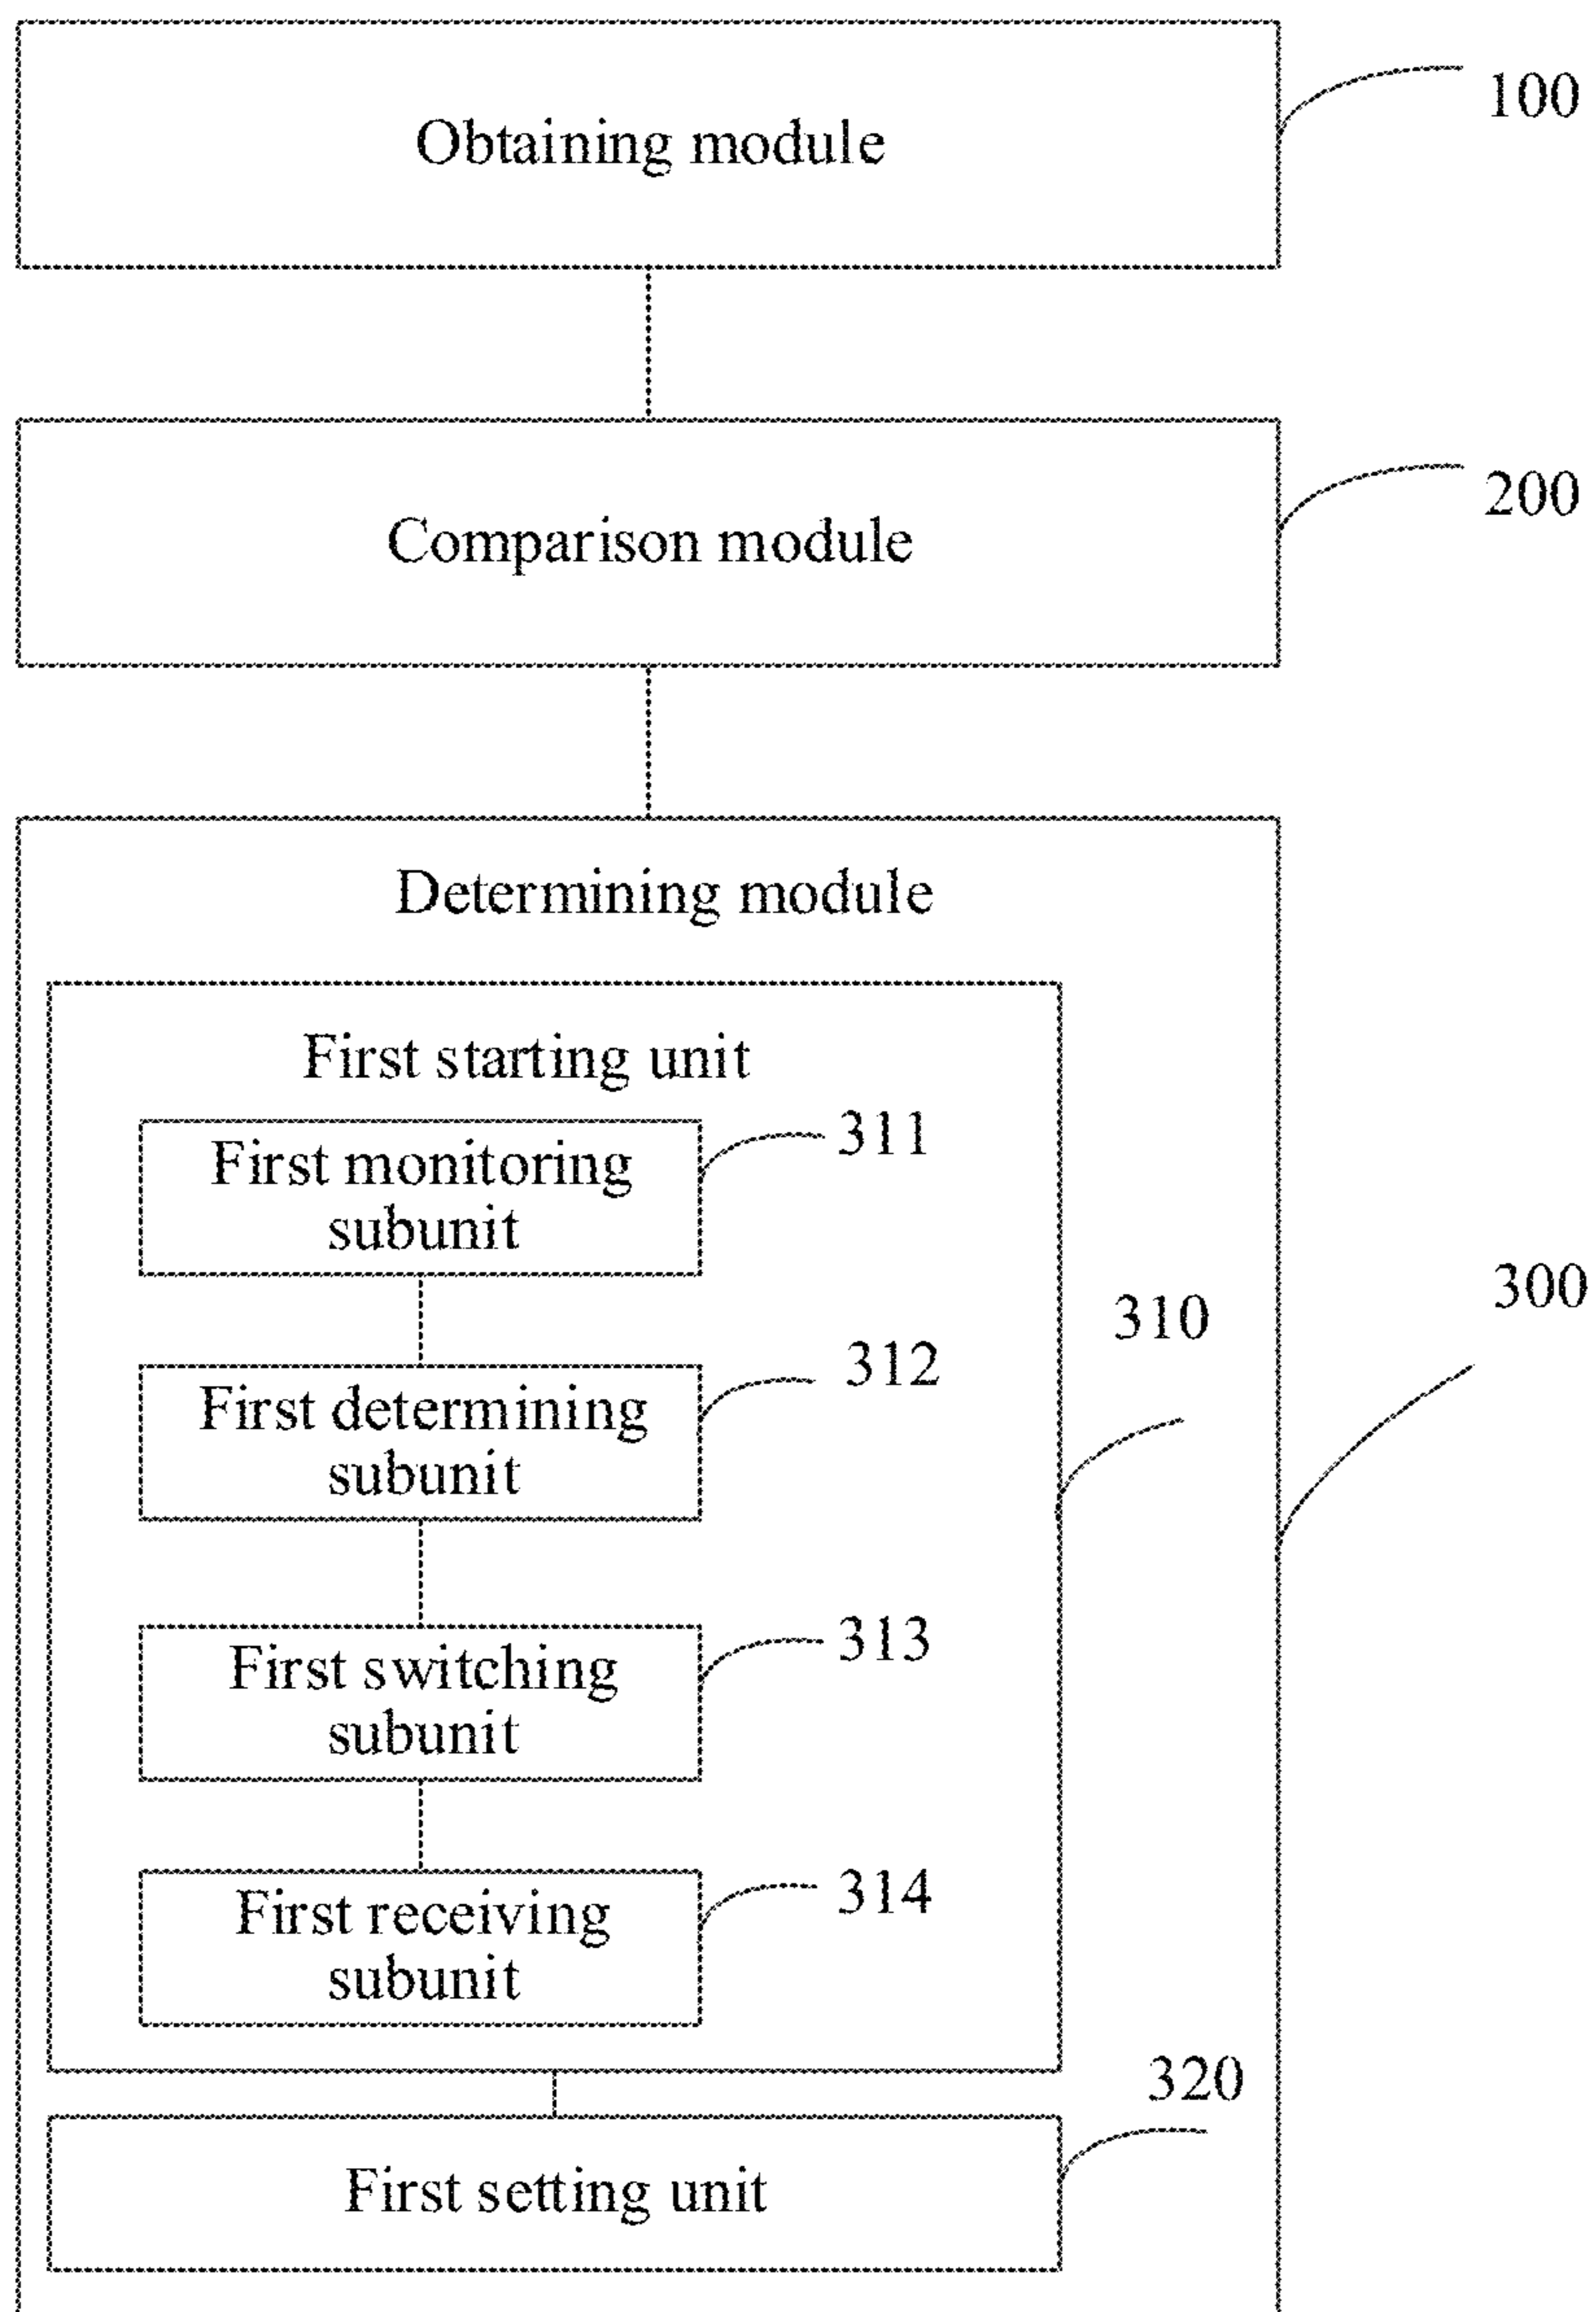 Obtaining module
100
Comparison module
200
Determining module
First starting unit
First monitoring
subunit
311
First determining
subunit
312
First switching
subunit
313
First receiving
subunit
314
310
300
First setting unit
320